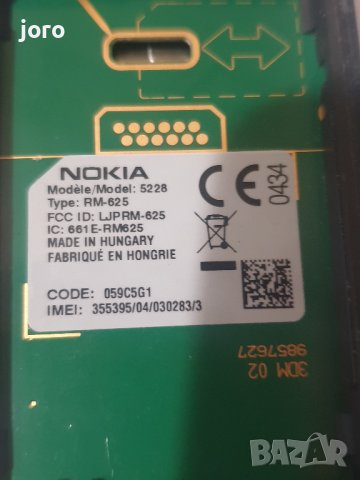 joro
NOKIA
Modèle/Model: 5228
Type: RM-625
FCC ID: LJPRM-625
IC: 661E-RM625
MADE IN HUNGARY
FABRIQUÉ EN HONGRIE
CE 0434
CODE: 059C5G1
IMEI: 355395/04/030283/3
3DM 02
9857627
BAZAR